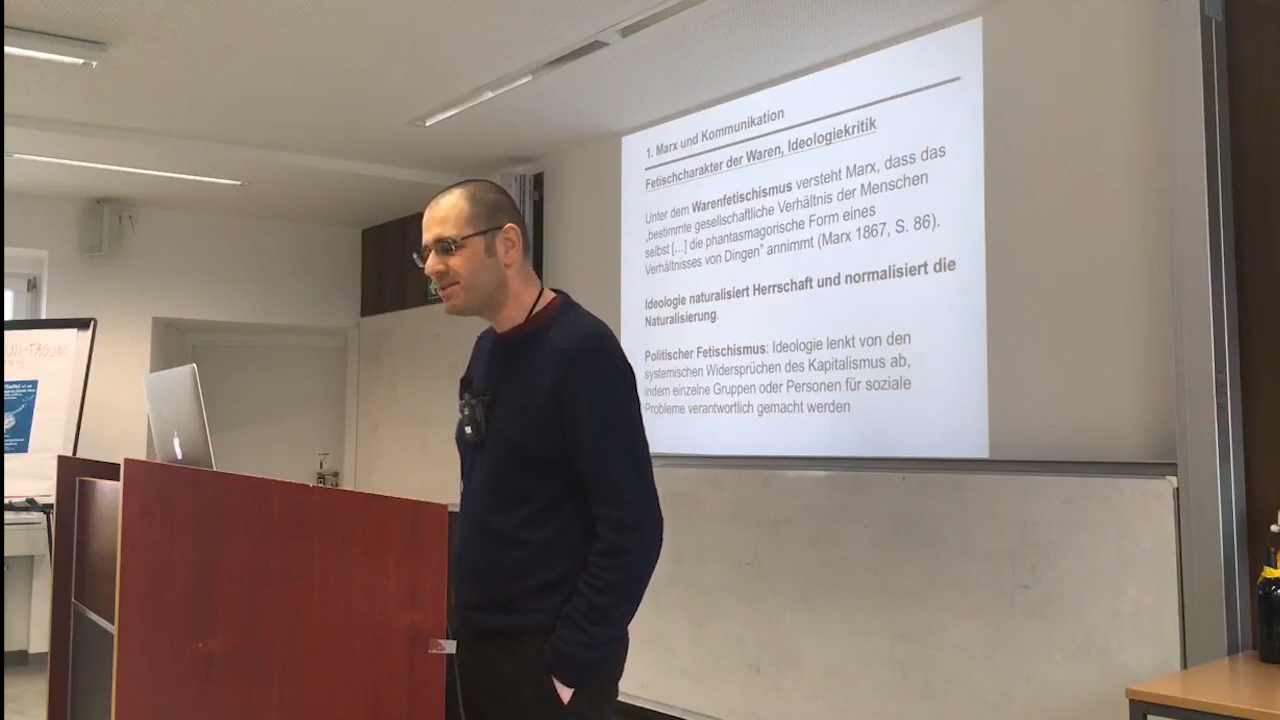 1. Marx und Kommunikation
Fetischcharakter der Waren, Ideologiekritik
Unter dem Warenfetischismus versteht Marx, dass das
„bestimmte gesellschaftliche Verhältnis der Menschen
selbst […] die phantasmagorische Form eines
Verhältnisses von Dingen" annimmt (Marx 1867, S. 86).
Ideologie naturalisiert Herrschaft und normalisiert die
Naturalisierung.
Politischer Fetischismus: Ideologie lenkt von den
systemischen Widersprüchen des Kapitalismus ab,
indem einzelne Gruppen oder Personen für soziale
Probleme verantwortlich gemacht werden